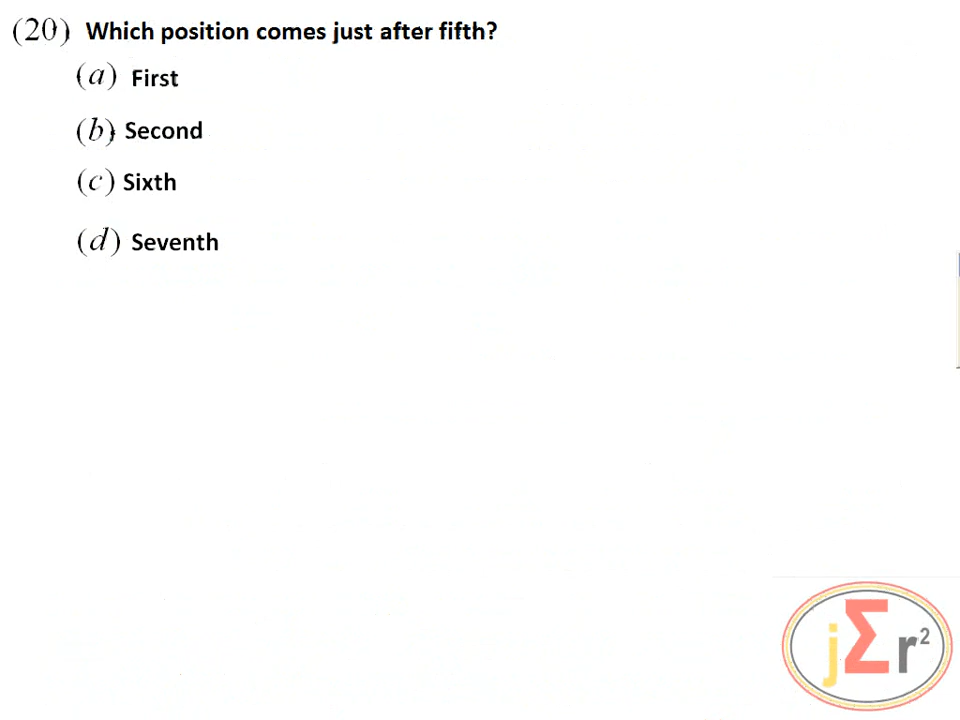 (20) Which position comes just after fifth?
(a) First
(b) Second
(c) Sixth
(d) Seventh
jΣr²